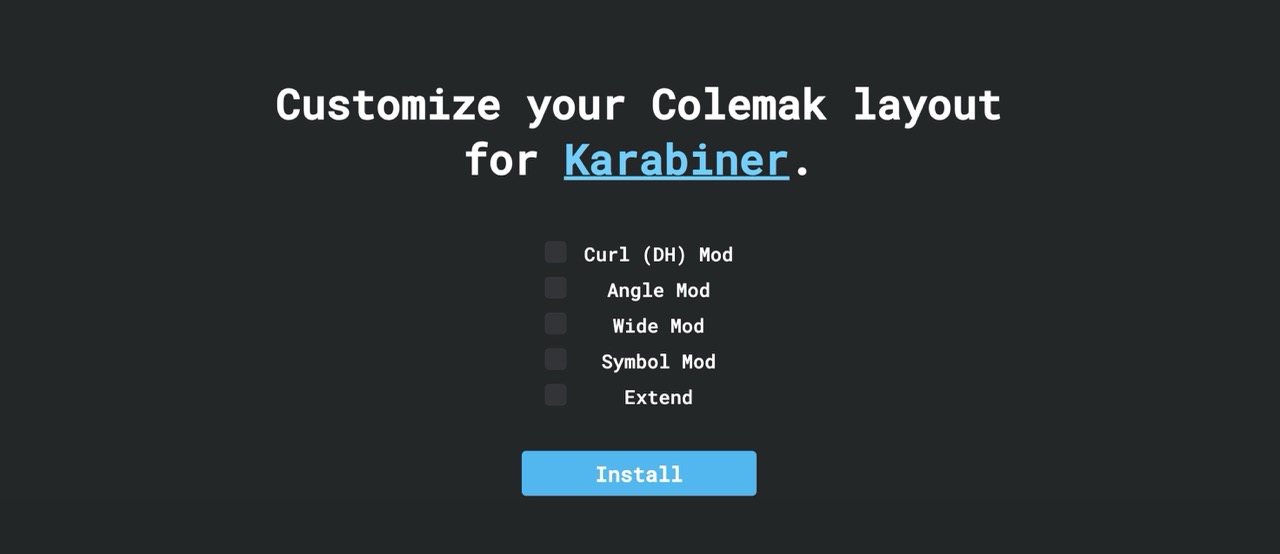 Customize your Colemak layout
for Karabiner.
Curl (DH) Mod
Angle Mod
Wide Mod
Symbol Mod
Extend
Install